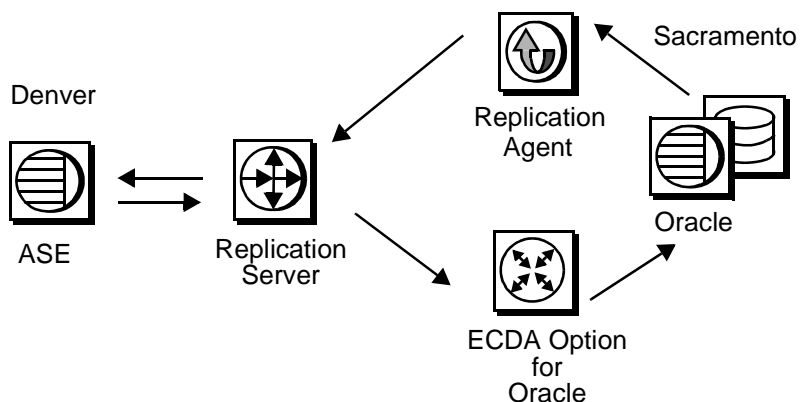 Sacramento
Denver
Replication
Agent
Oracle
ASE
Replication
Server
ECDA Option
for
Oracle